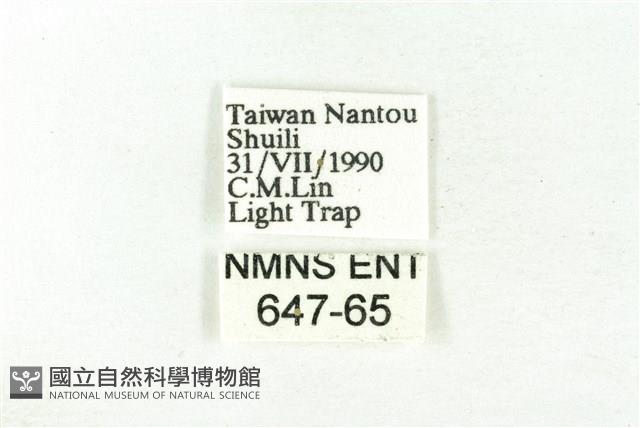 Taiwan Nantou
Shuili
31/VII/1990
C.M.Lin
Light Trap
NMNS ENT
647-65
國立自然科學博物館
NATIONAL MUSEUM OF NATURAL SCIENCE